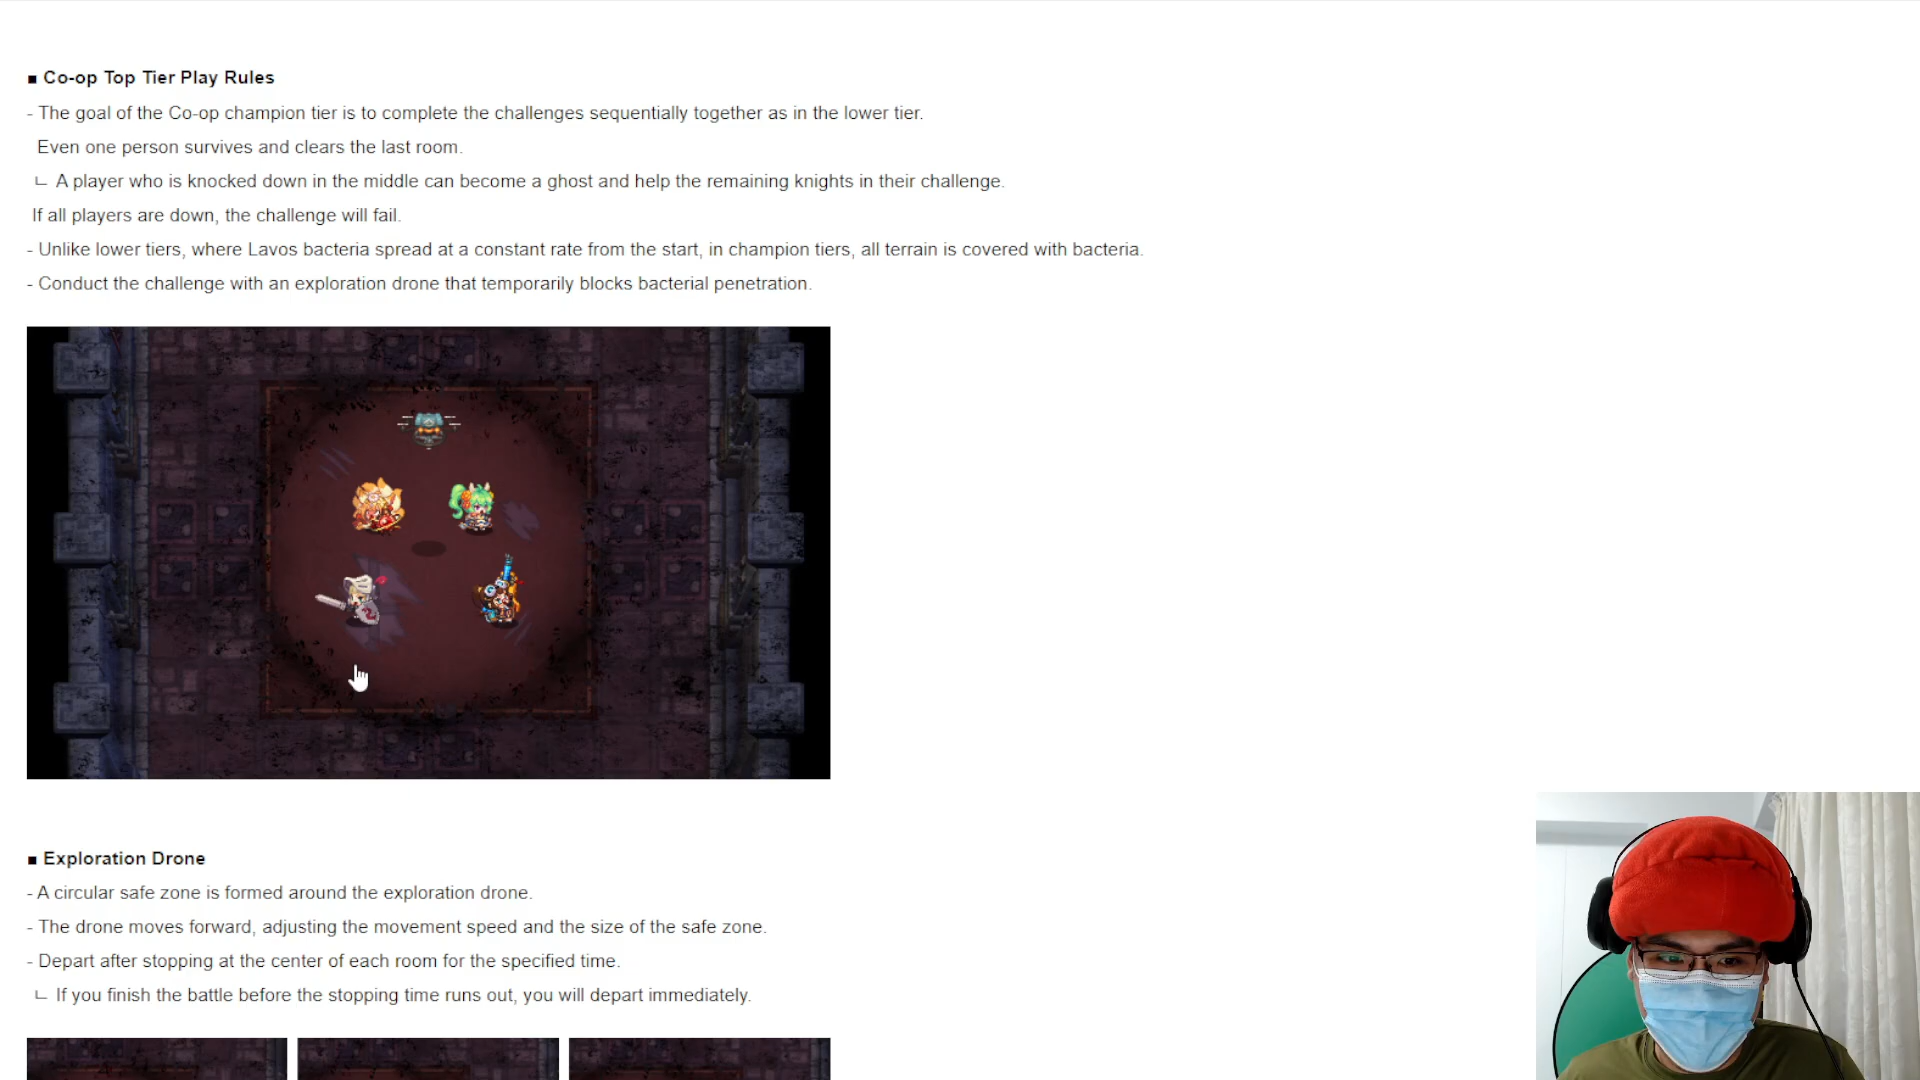 ■ Co-op Top Tier Play Rules
- The goal of the Co-op champion tier is to complete the challenges sequentially together as in the lower tier.
Even one person survives and clears the last room.
ㄴ A player who is knocked down in the middle can become a ghost and help the remaining knights in their challenge.
If all players are down, the challenge will fail.
- Unlike lower tiers, where Lavos bacteria spread at a constant rate from the start, in champion tiers, all terrain is covered with bacteria.
- Conduct the challenge with an exploration drone that temporarily blocks bacterial penetration.
■ Exploration Drone
- A circular safe zone is formed around the exploration drone.
- The drone moves forward, adjusting the movement speed and the size of the safe zone.
- Depart after stopping at the center of each room for the specified time.
ㄴ If you finish the battle before the stopping time runs out, you will depart immediately.